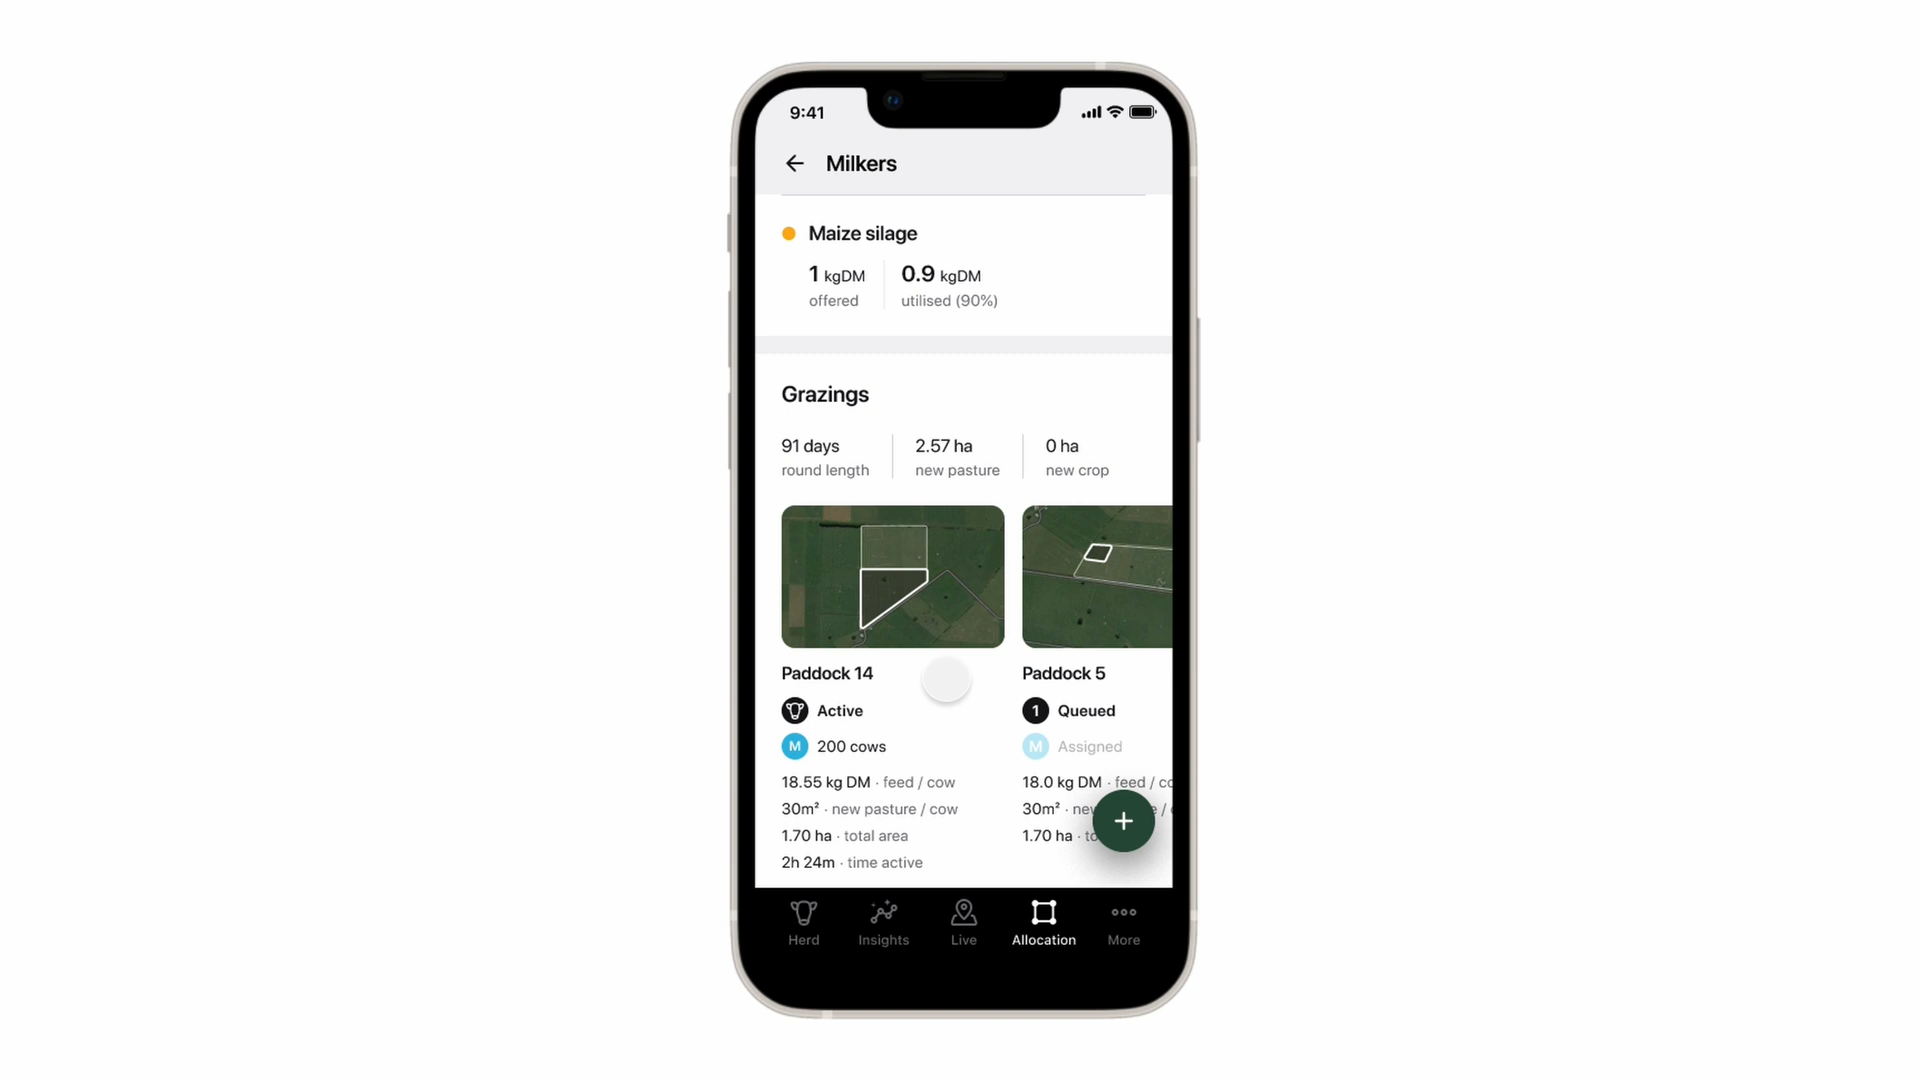 9:41
Milkers
Maize silage
1 kgDM
offered
0.9 kgDM
utilised (90%)
Grazings
91 days
round length
2.57 ha
new pasture
0 ha
new crop
Paddock 14
Active
M 200 cows
18.55 kg DM · feed / cow
30m² · new pasture / cow
1.70 ha · total area
2h 24m · time active
Paddock 5
1 Queued
M Assigned
18.0 kg DM · feed /
30m² ·
1.70 ha ·
+
Herd
Insights
Live
Allocation
More